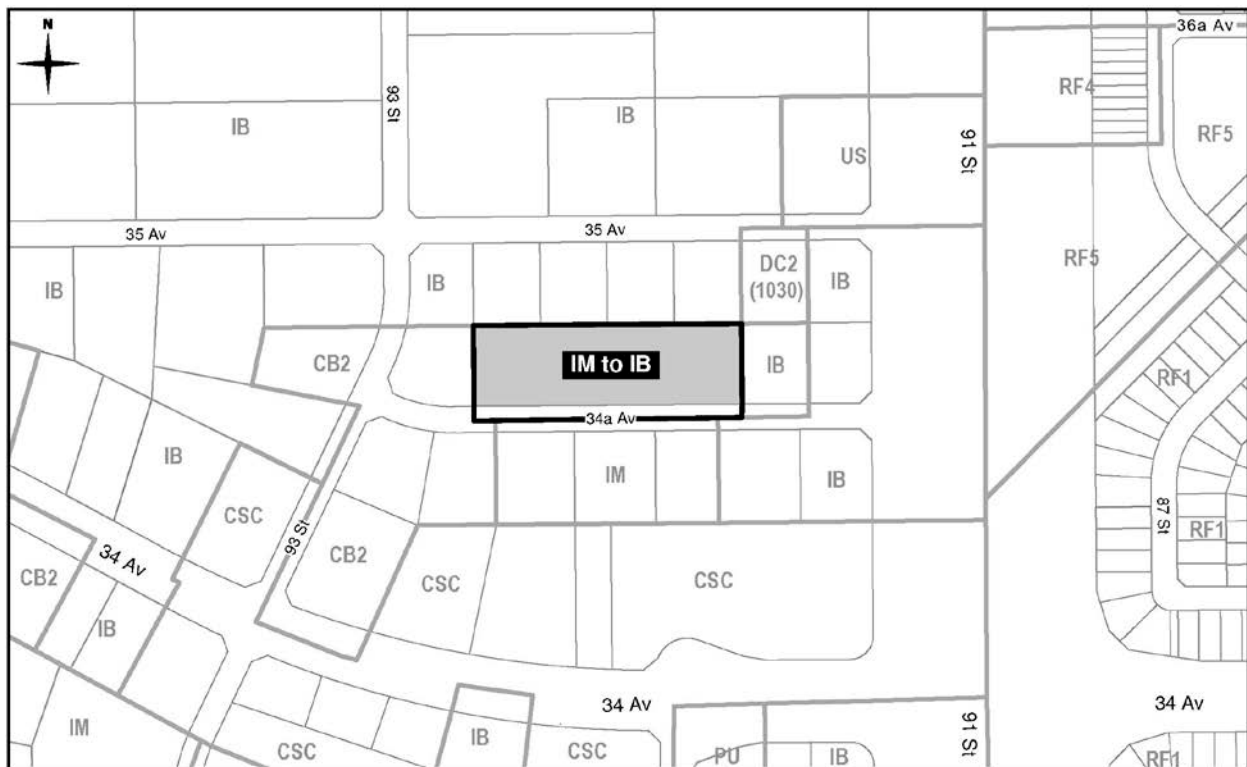 N
36a Av
93 St
IB
IB
US
91 St
RF4
RF5
35 Av
35 Av
RF5
IB
IB
DC2
(1030)
IB
CB2
IM to IB
IB
RF1
34a Av
IB
CSC
IM
IB
93 St
CB2
34 Av
CB2
IB
CSC
CSC
87 St
RF1
34 Av
34 Av
IM
CSC
IB
CSC
PU
IB
91 St
RF1